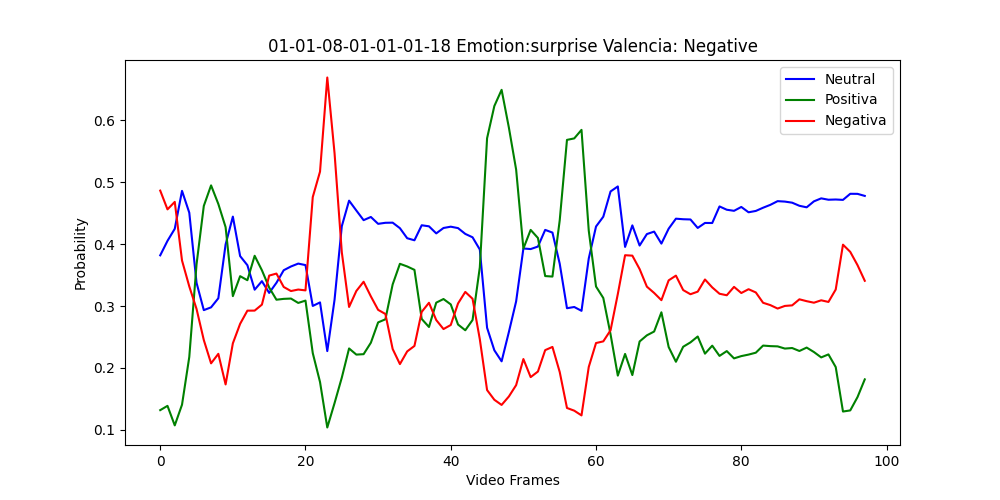 01-01-08-01-01-01-18 Emotion:surprise Valencia: Negative
Neutral
Positiva
Negativa
Probability
0.6
0.5
0.4
0.3
0.2
0.1
0 20 40 60 80 100
Video Frames